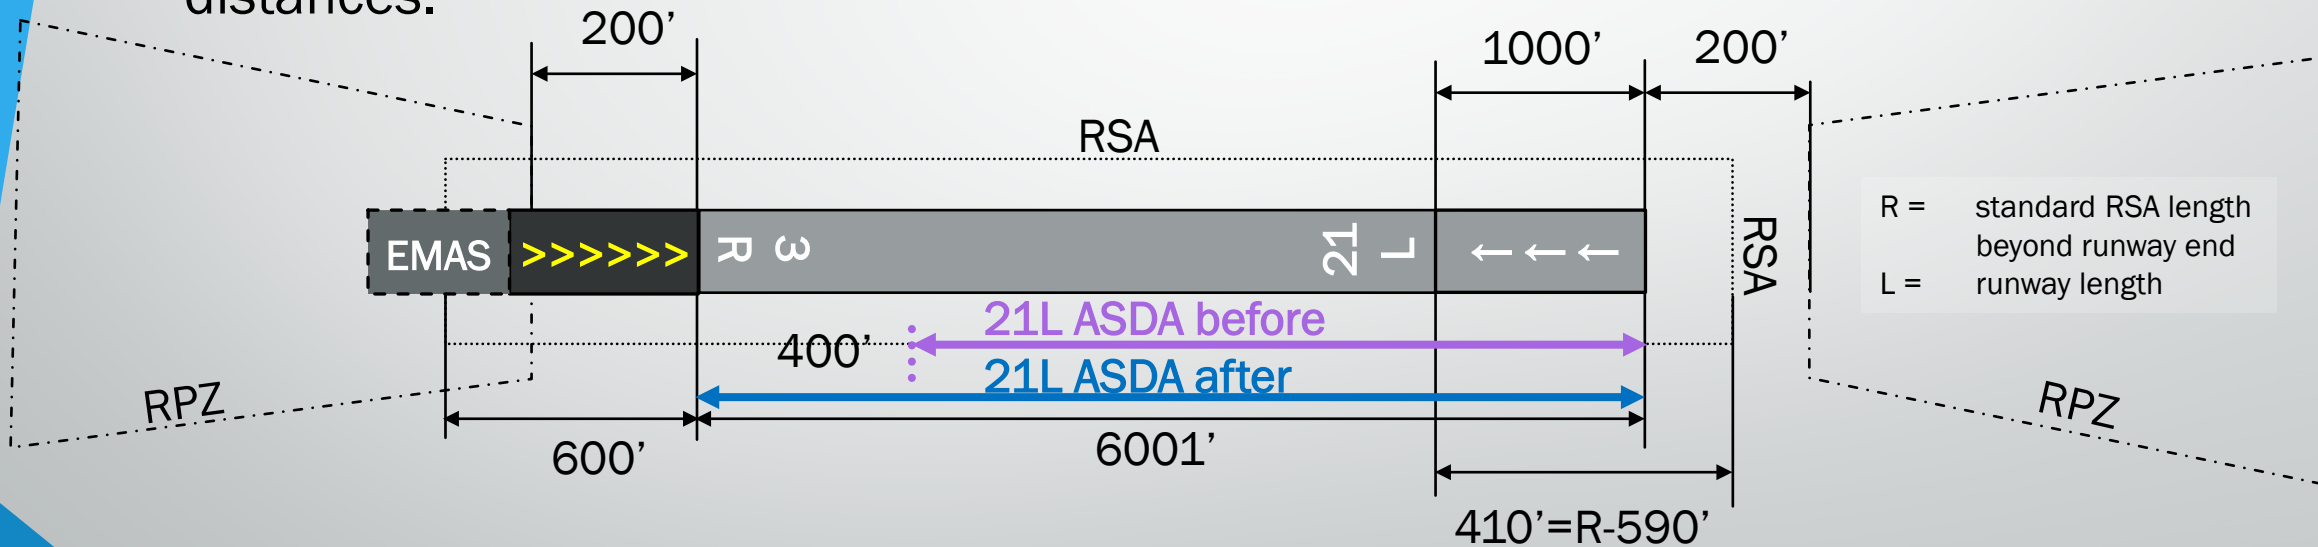 distances.
200’
1000’
200’
RSA
EMAS
>>>>>>
R
3
21
L
←←←
RSA
R = standard RSA length
beyond runway end
L = runway length
21L ASDA before
400’
21L ASDA after
RPZ
RPZ
600’
6001’
410’=R-590’